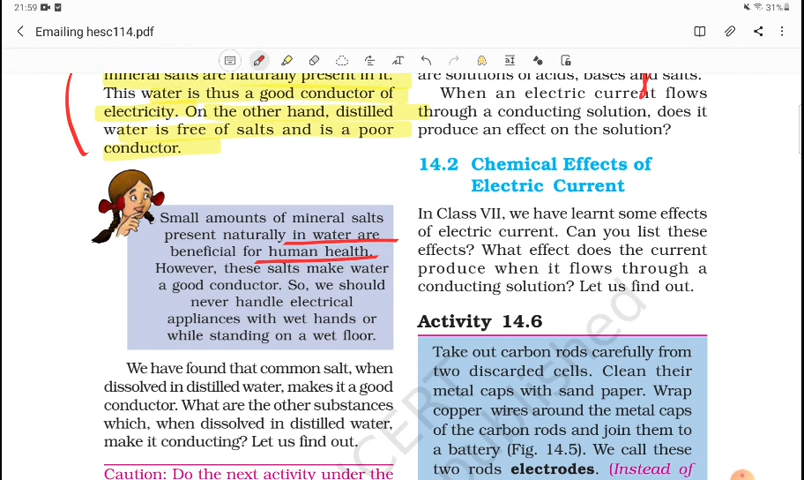 21:59
31%
Emailing hesc114.pdf
mineral salts are naturally present in it.
This water is thus a good conductor of
electricity. On the other hand, distilled
water is free of salts and is a poor
conductor.
Small amounts of mineral salts
present naturally in water are
beneficial for human health.
However, these salts make water
a good conductor. So, we should
never handle electrical
appliances with wet hands or
while standing on a wet floor.
We have found that common salt, when
dissolved in distilled water, makes it a good
conductor. What are the other substances
which, when dissolved in distilled water,
make it conducting? Let us find out.
Caution: Do the next activity under the
are solutions of acids, bases and salts.
When an electric current flows
through a conducting solution, does it
produce an effect on the solution?
14.2 Chemical Effects of
Electric Current
In Class VII, we have learnt some effects
of electric current. Can you list these
effects? What effect does the current
produce when it flows through a
conducting solution? Let us find out.
Activity 14.6
Take out carbon rods carefully from
two discarded cells. Clean their
metal caps with sand paper. Wrap
copper wires around the metal caps
of the carbon rods and join them to
a battery (Fig. 14.5). We call these
two rods electrodes. (Instead of